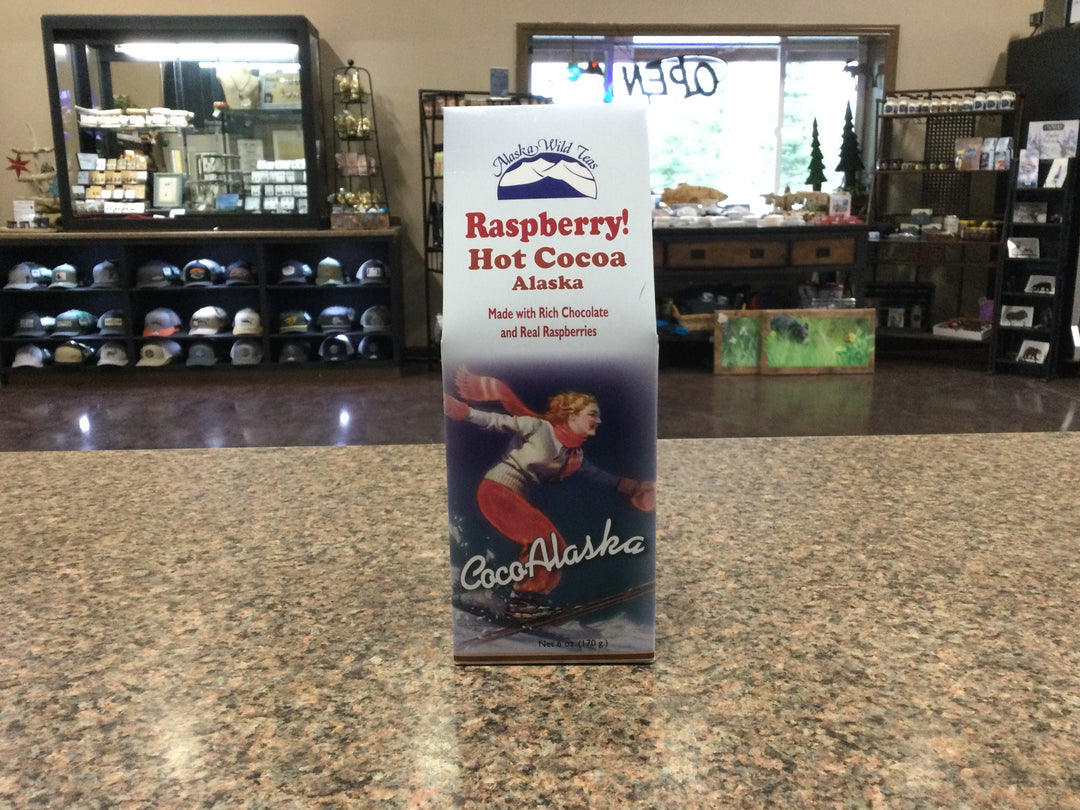 OPEN
Alaska Wild Teas
Raspberry!
Hot Cocoa
Alaska
Made with Rich Chocolate
and Real Raspberries
CocoAlaska
Net 6 oz. (170 g.)